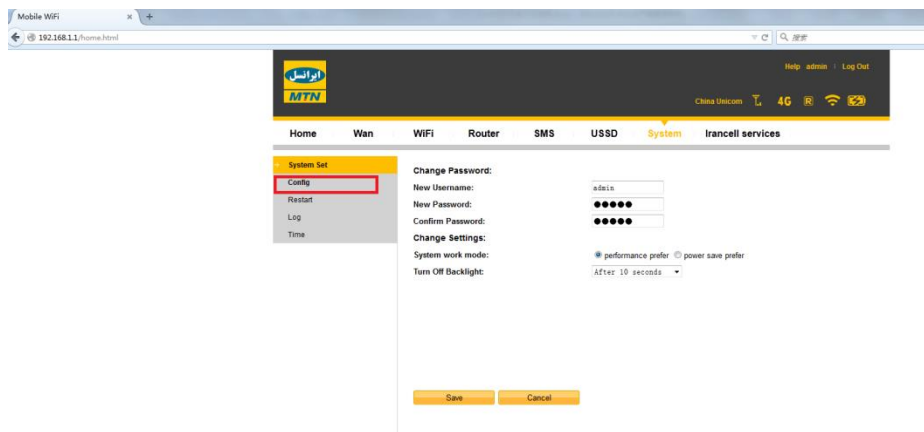 Mobile WiFi
192.168.1.1/home.html
搜索
ایرانسل
MTN
Help admin / Log Out
China Unicom 4G R
Home Wan WiFi Router SMS USSD System Irancell services
System Set
Config
Restart
Log
Time
Change Password:
New Username: admin
New Password: ●●●●●
Confirm Password: ●●●●●
Change Settings:
System work mode: performance prefer power save prefer
Turn Off Backlight: After 10 seconds
Save Cancel